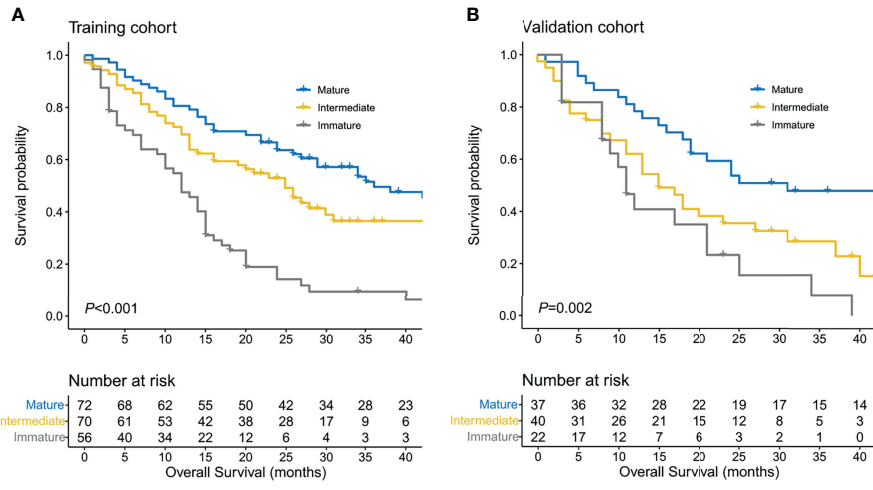 A
Training cohort
Survival probability
1.0
0.8
0.6
0.4
0.2
0.0
Mature
Intermediate
Immature
P<0.001
0 5 10 15 20 25 30 35 40
Number at risk
Mature 72 68 62 55 50 42 34 28 23
Intermediate 70 61 53 42 38 28 17 9 6
Immature 56 40 34 22 12 6 4 3 3
0 5 10 15 20 25 30 35 40
Overall Survival (months)
B
Validation cohort
Survival probability
1.0
0.8
0.6
0.4
0.2
0.0
Mature
Intermediate
Immature
P=0.002
0 5 10 15 20 25 30 35 40
Number at risk
Mature 37 36 32 28 22 19 17 15 14
Intermediate 40 31 26 21 15 12 8 5 3
Immature 22 17 12 7 6 3 2 1 0
0 5 10 15 20 25 30 35 40
Overall Survival (months)